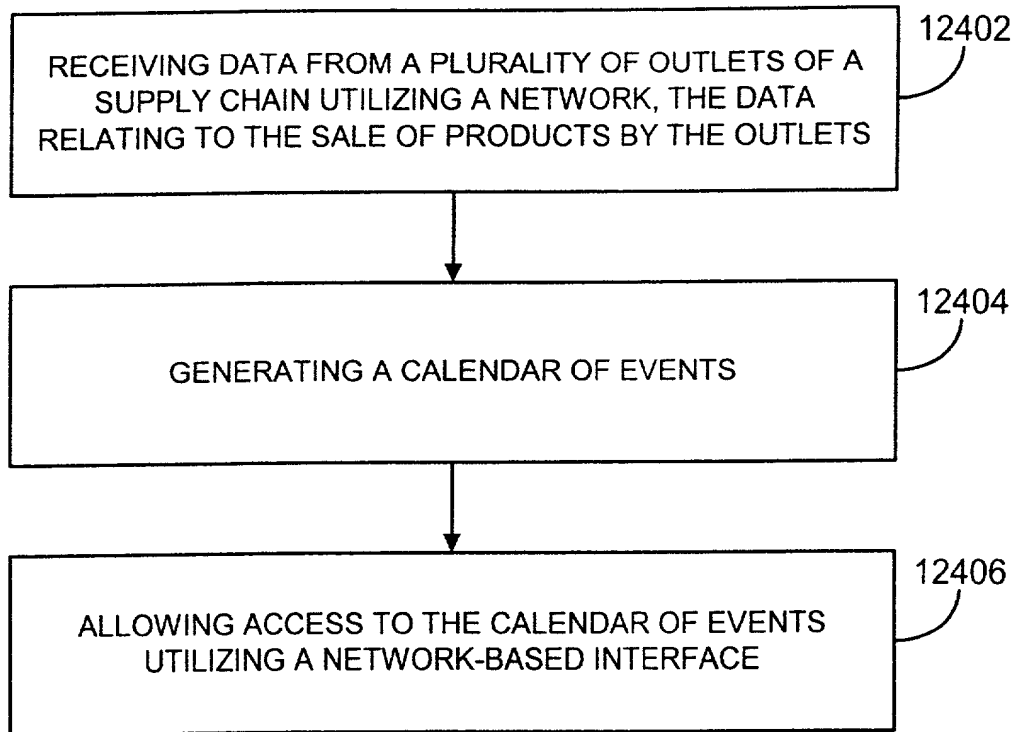 12402
RECEIVING DATA FROM A PLURALITY OF OUTLETS OF A
SUPPLY CHAIN UTILIZING A NETWORK, THE DATA
RELATING TO THE SALE OF PRODUCTS BY THE OUTLETS
12404
GENERATING A CALENDAR OF EVENTS
12406
ALLOWING ACCESS TO THE CALENDAR OF EVENTS
UTILIZING A NETWORK-BASED INTERFACE